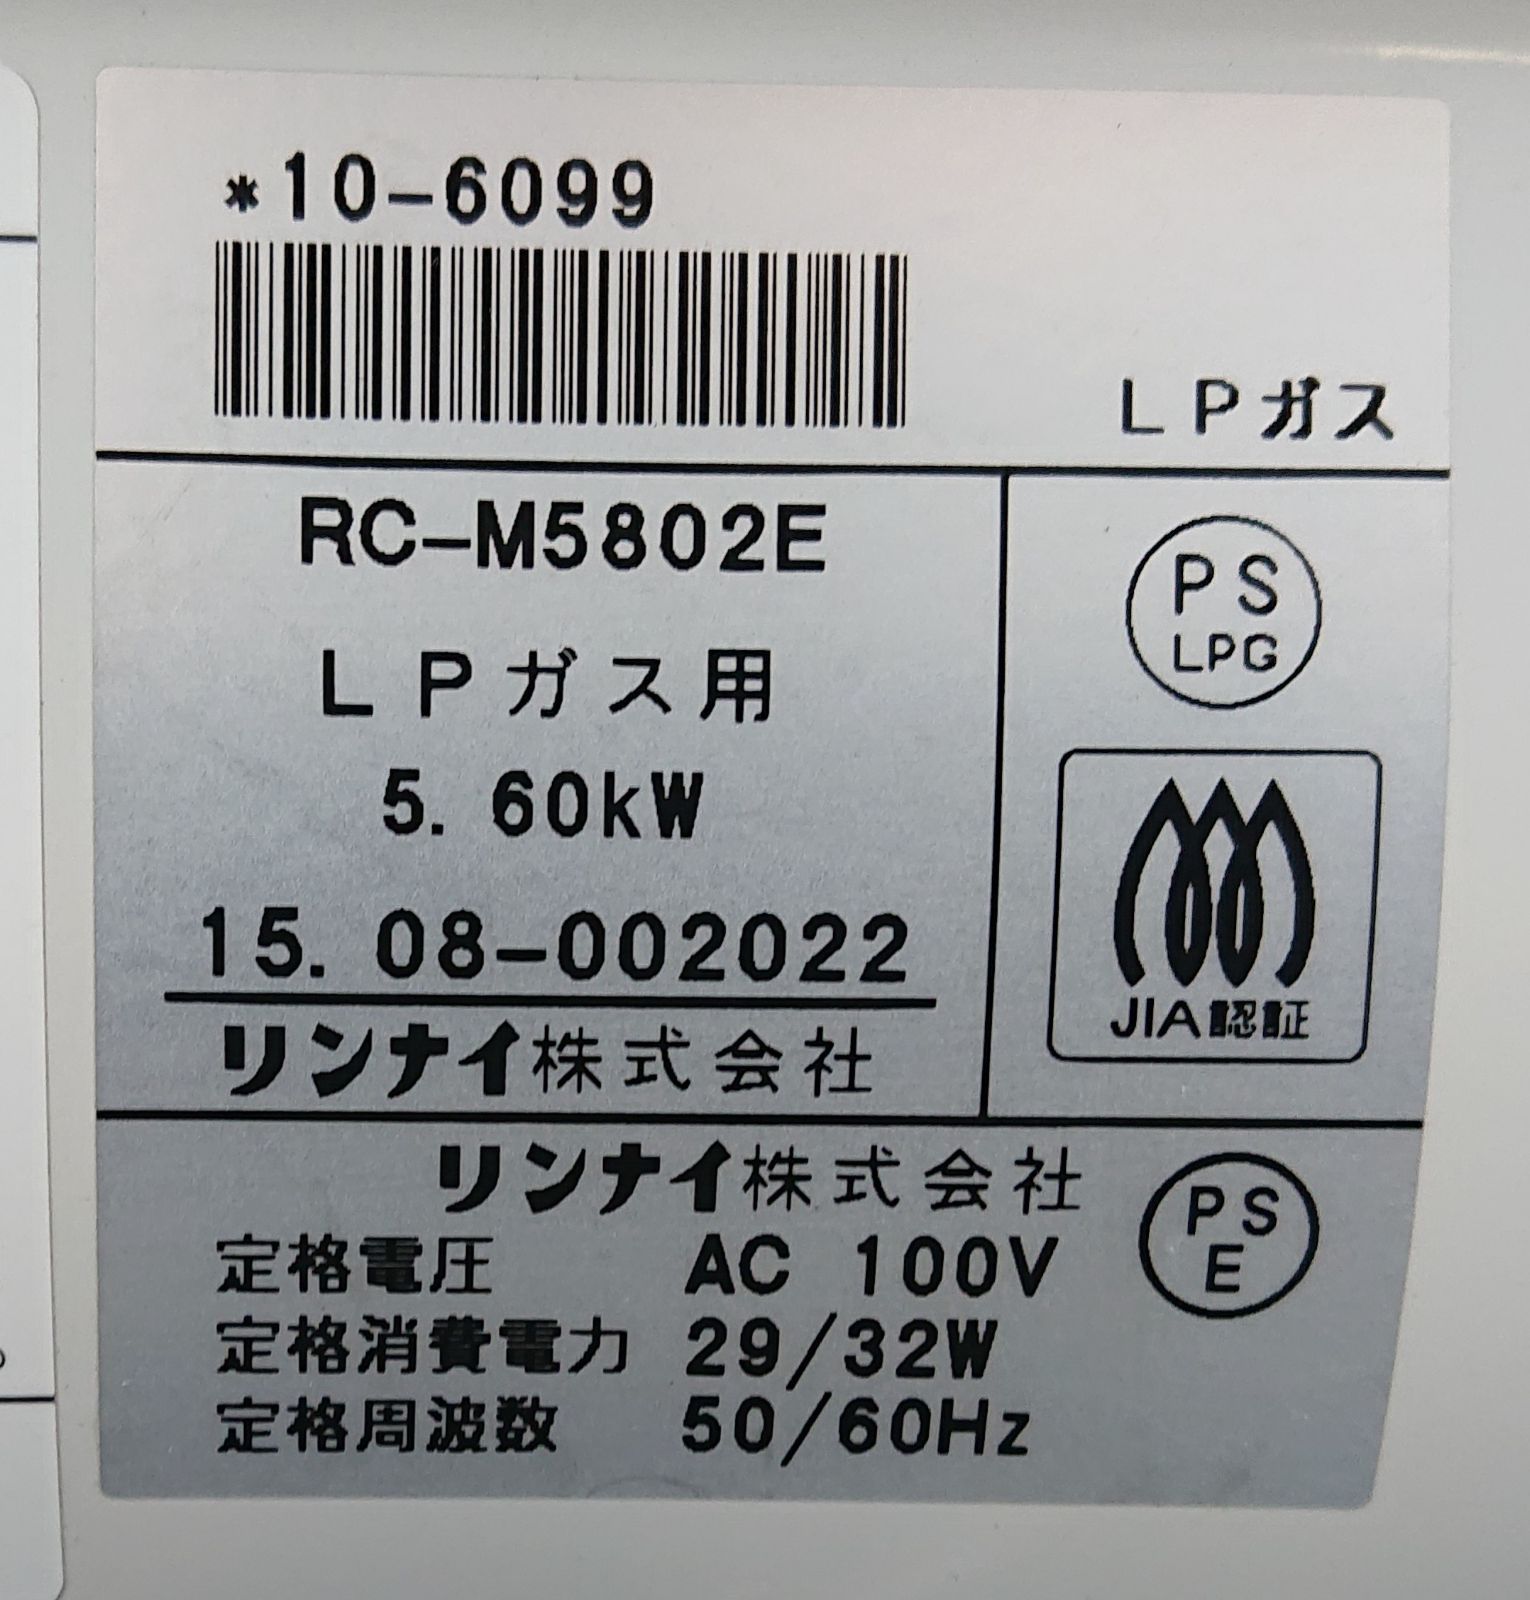 *10-6099
LPガス
RC-M5802E
LPガス用
5.60kW
15.08-002022
リンナイ株式会社
PS
LPG
JIA認証
リンナイ株式会社
定格電圧 AC 100V
定格消費電力 29/32W
定格周波数 50/60Hz
PS
E